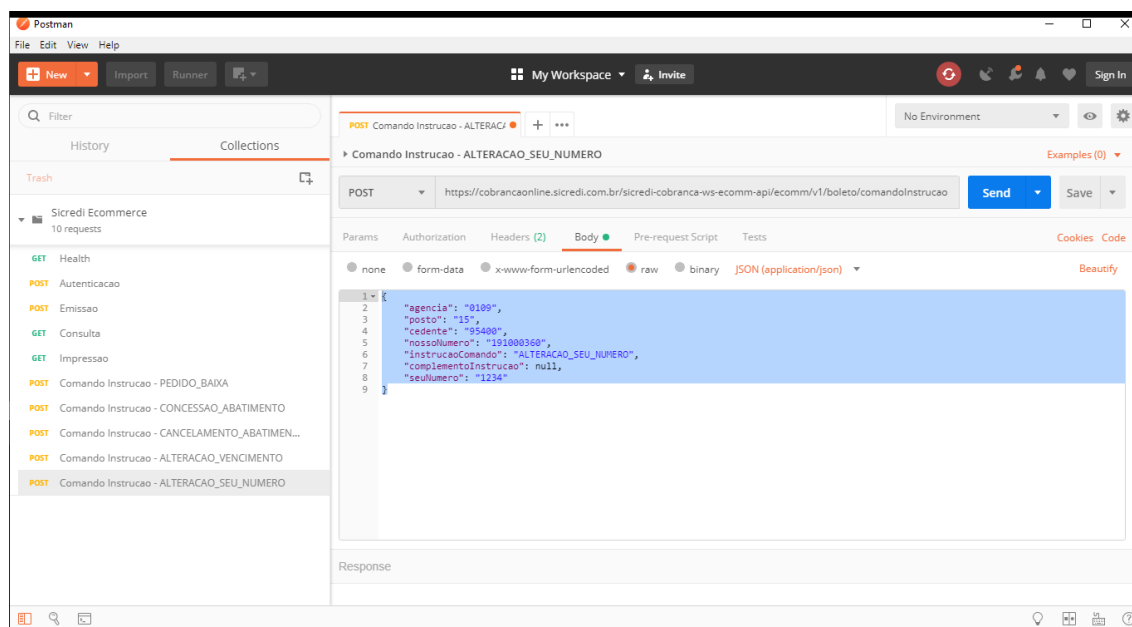 Postman
File Edit View Help
New Import Runner My Workspace Invite Sign In
Filter
History Collections
Trash
Sicredi Ecommerce
10 requests
GET Health
POST Autenticacao
POST Emissao
GET Consulta
GET Impressao
POST Comando Instrucao - PEDIDO_BAIXA
POST Comando Instrucao - CONCESSAO_ABATIMENTO
POST Comando Instrucao - CANCELAMENTO_ABATIMEN...
POST Comando Instrucao - ALTERACAO_VENCIMENTO
POST Comando Instrucao - ALTERACAO_SEU_NUMERO
POST Comando Instrucao - ALTERAC
No Environment
Comando Instrucao - ALTERACAO_SEU_NUMERO Examples (0)
POST https://cobrancaonline.sicredi.com.br/sicredi-cobranca-ws-ecomm-api/ecomm/v1/boleto/comandoInstrucao Send Save
Params Authorization Headers (2) Body Pre-request Script Tests Cookies Code
none form-data x-www-form-urlencoded raw binary JSON (application/json) Beautify
1 {
2 "agencia": "0109",
3 "posto": "15",
4 "cedente": "95400",
5 "nossoNumero": "191000360",
6 "instrucaoComando": "ALTERACAO_SEU_NUMERO",
7 "complementoInstrucao": null,
8 "seuNumero": "1234"
9 }
Response